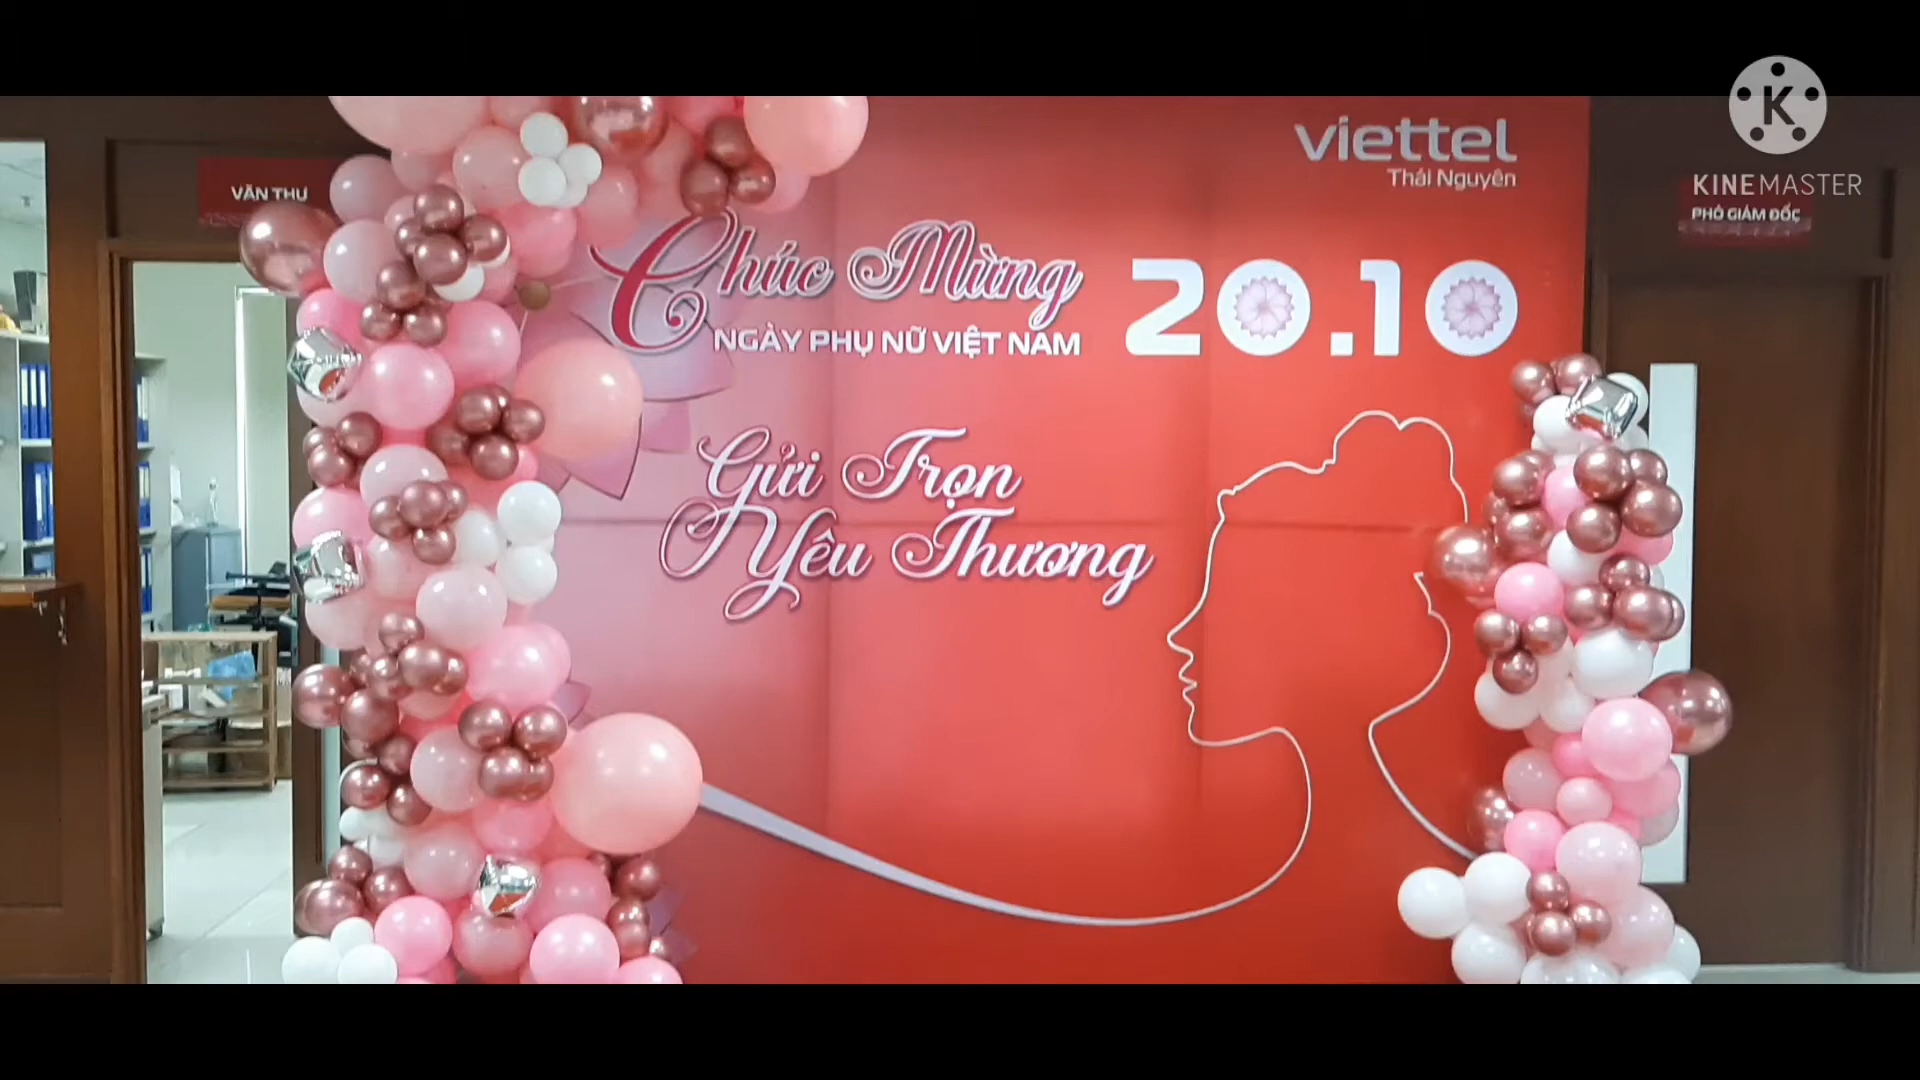 KINEMASTER
viettel
Thái Nguyên
VĂN THƯ
PHÓ GIÁM ĐỐC
Chúc Mừng
NGÀY PHỤ NỮ VIỆT NAM
20.10
Gửi Trọn
Yêu Thương